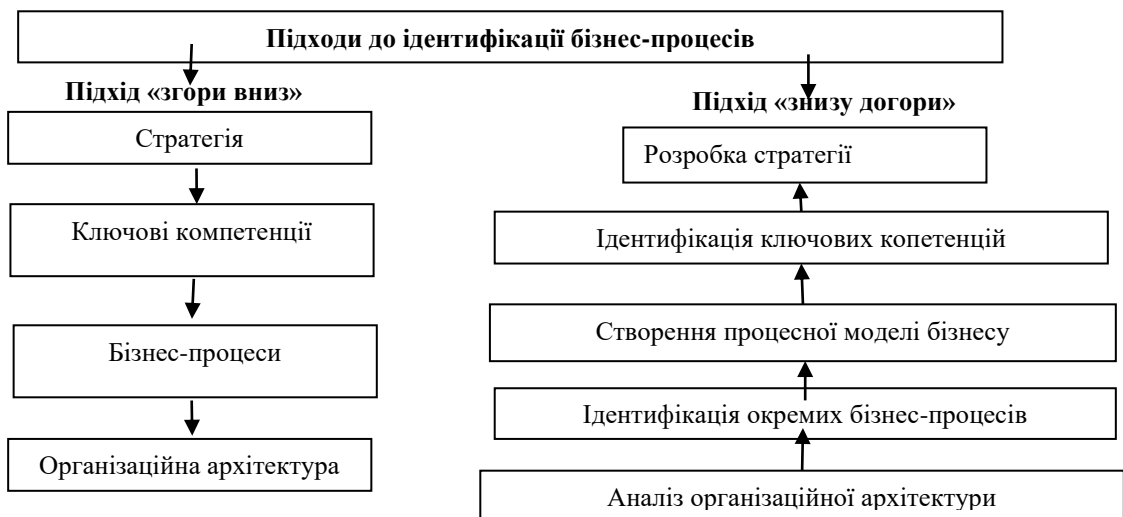 Підходи до ідентифікації бізнес-процесів
Підхід «згори вниз»
Стратегія
Ключові компетенції
Бізнес-процеси
Організаційна архітектура
Підхід «знизу догори»
Розробка стратегії
Ідентифікація ключових копетенцій
Створення процесної моделі бізнесу
Ідентифікація окремих бізнес-процесів
Аналіз організаційної архітектури